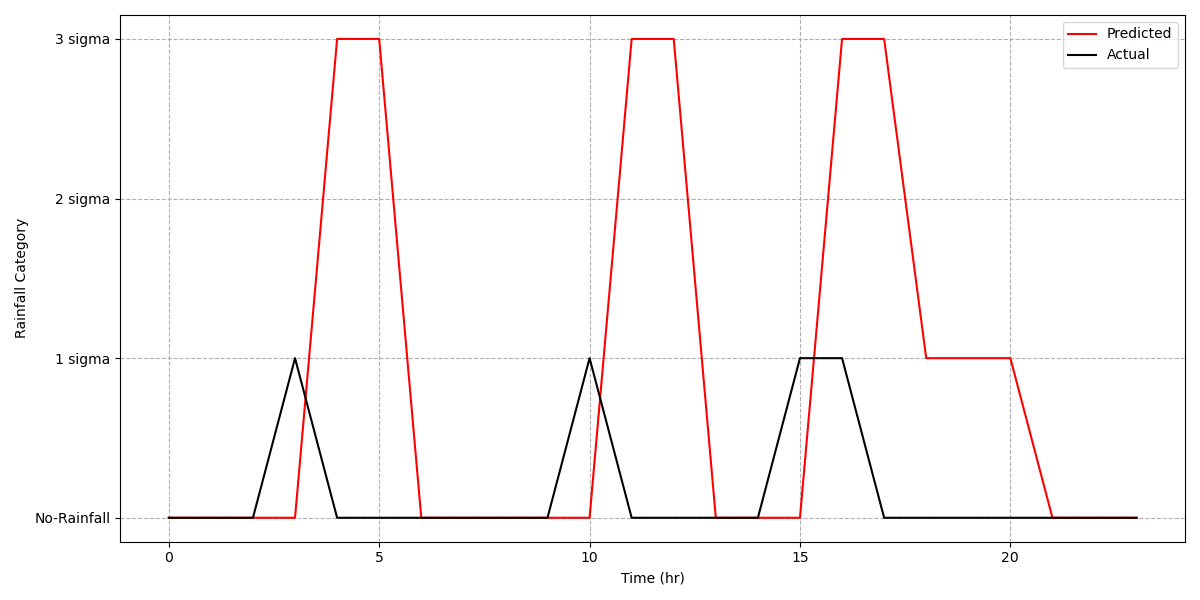 3 sigma
2 sigma
1 sigma
No-Rainfall
Rainfall Category
0 5 10 15 20
Time (hr)
Predicted
Actual